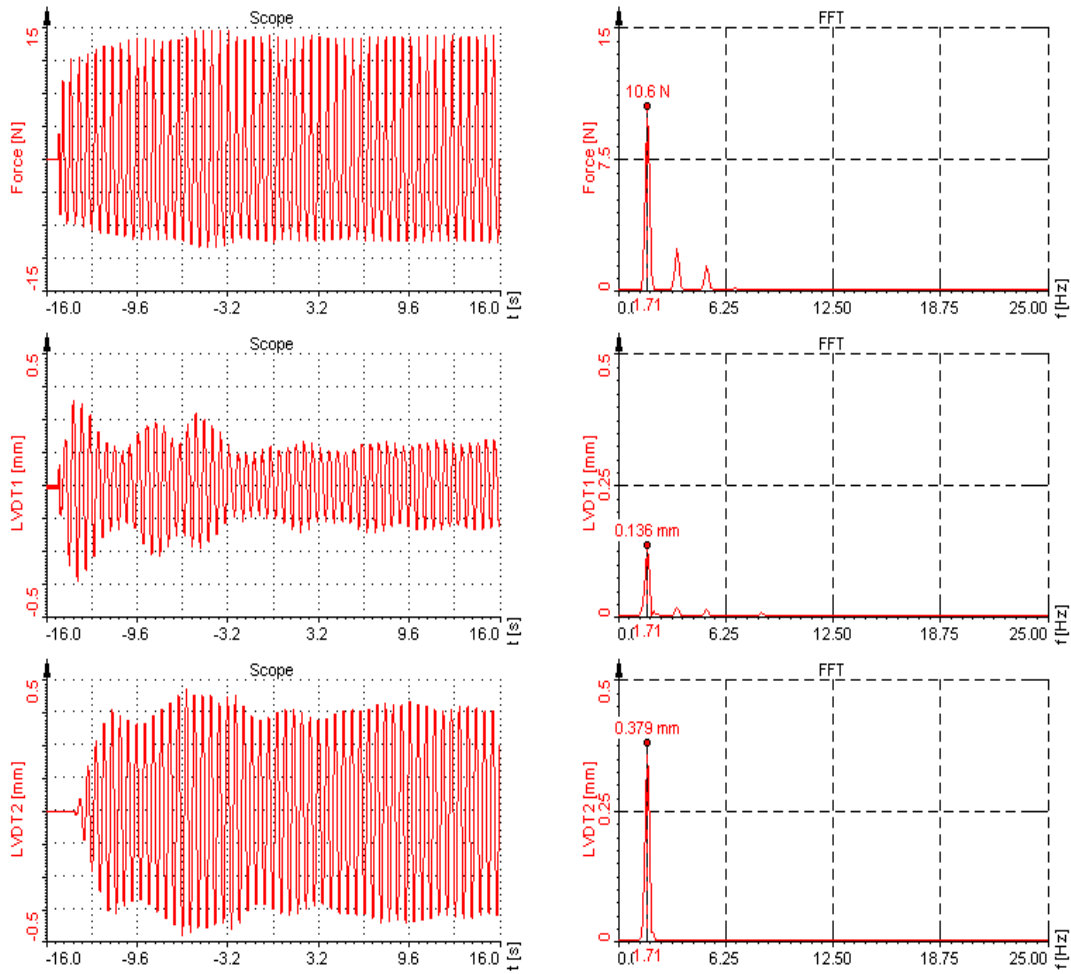 Scope
15
Force [N]
-15
-16.0 -9.6 -3.2 3.2 9.6 16.0
t [s]
FFT
15
10.6 N
Force [N]
7.5
0
1.71 6.25 12.50 18.75 25.00
f [Hz]
Scope
0.5
LVDT1 [mm]
-0.5
-16.0 -9.6 -3.2 3.2 9.6 16.0
t [s]
FFT
0.5
LVDT1 [mm]
0.25
0.136 mm
0
1.71 6.25 12.50 18.75 25.00
f [Hz]
Scope
0.5
LVDT2 [mm]
-0.5
-16.0 -9.6 -3.2 3.2 9.6 16.0
t [s]
FFT
0.5
0.379 mm
LVDT2 [mm]
0.25
0
1.71 6.25 12.50 18.75 25.00
f [Hz]